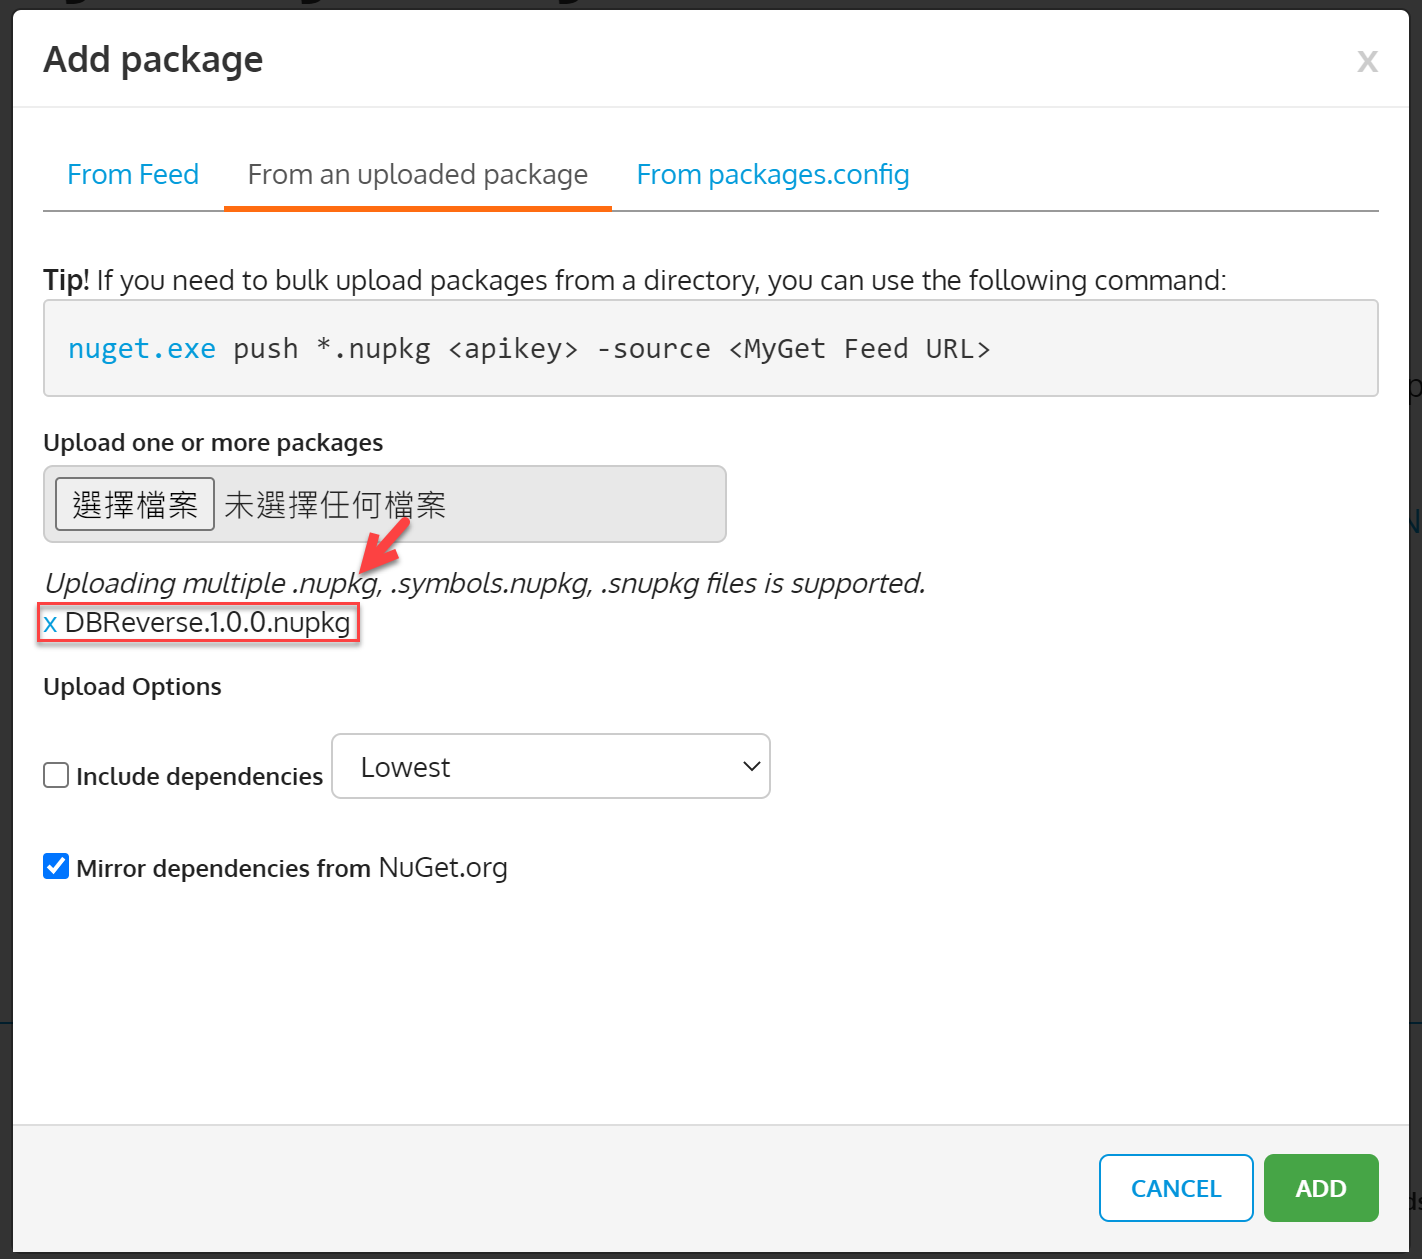 Add package
X
From Feed From an uploaded package From packages.config
Tip! If you need to bulk upload packages from a directory, you can use the following command:
nuget.exe push *.nupkg <apikey> -source <MyGet Feed URL>
Upload one or more packages
選擇檔案 未選擇任何檔案
Uploading multiple .nupkg, .symbols.nupkg, .snupkg files is supported.
x DBReverse.1.0.0.nupkg
Upload Options
Include dependencies Lowest
Mirror dependencies from NuGet.org
CANCEL ADD